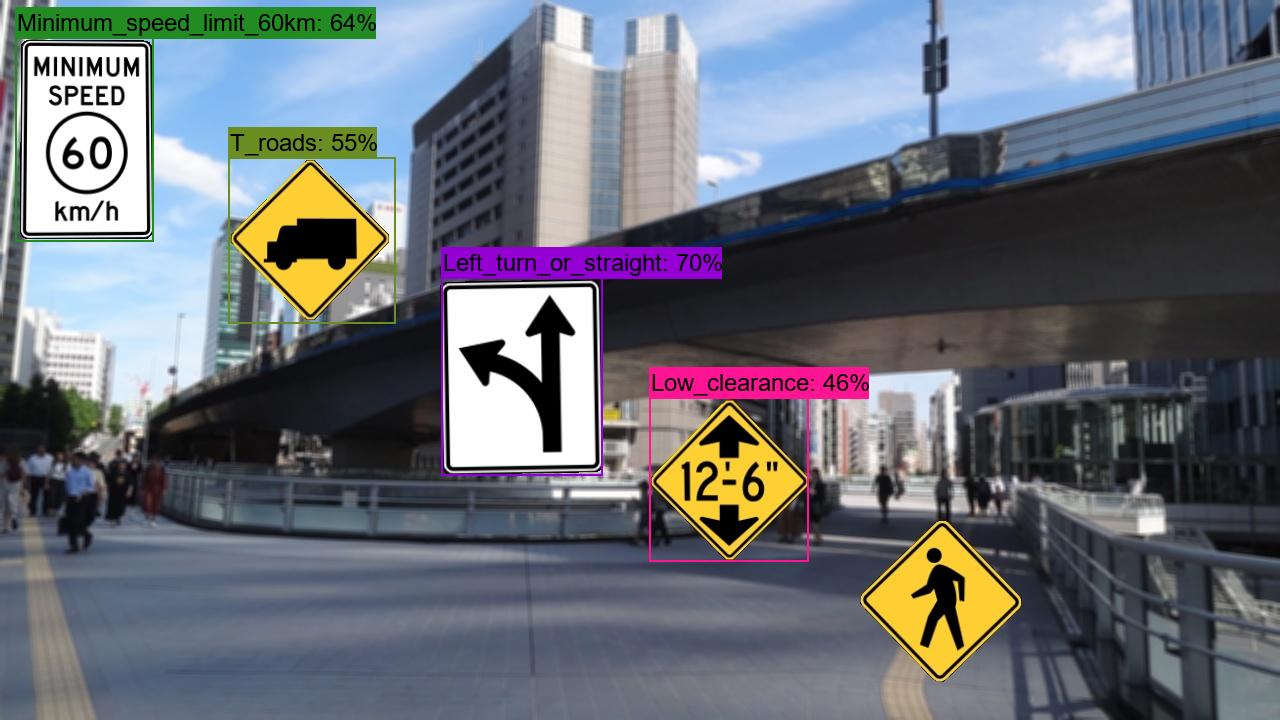 Minimum_speed_limit_60km: 64%
MINIMUM
SPEED
60
km/h
T_roads: 55%
Left_turn_or_straight: 70%
Low_clearance: 46%
12'-6"